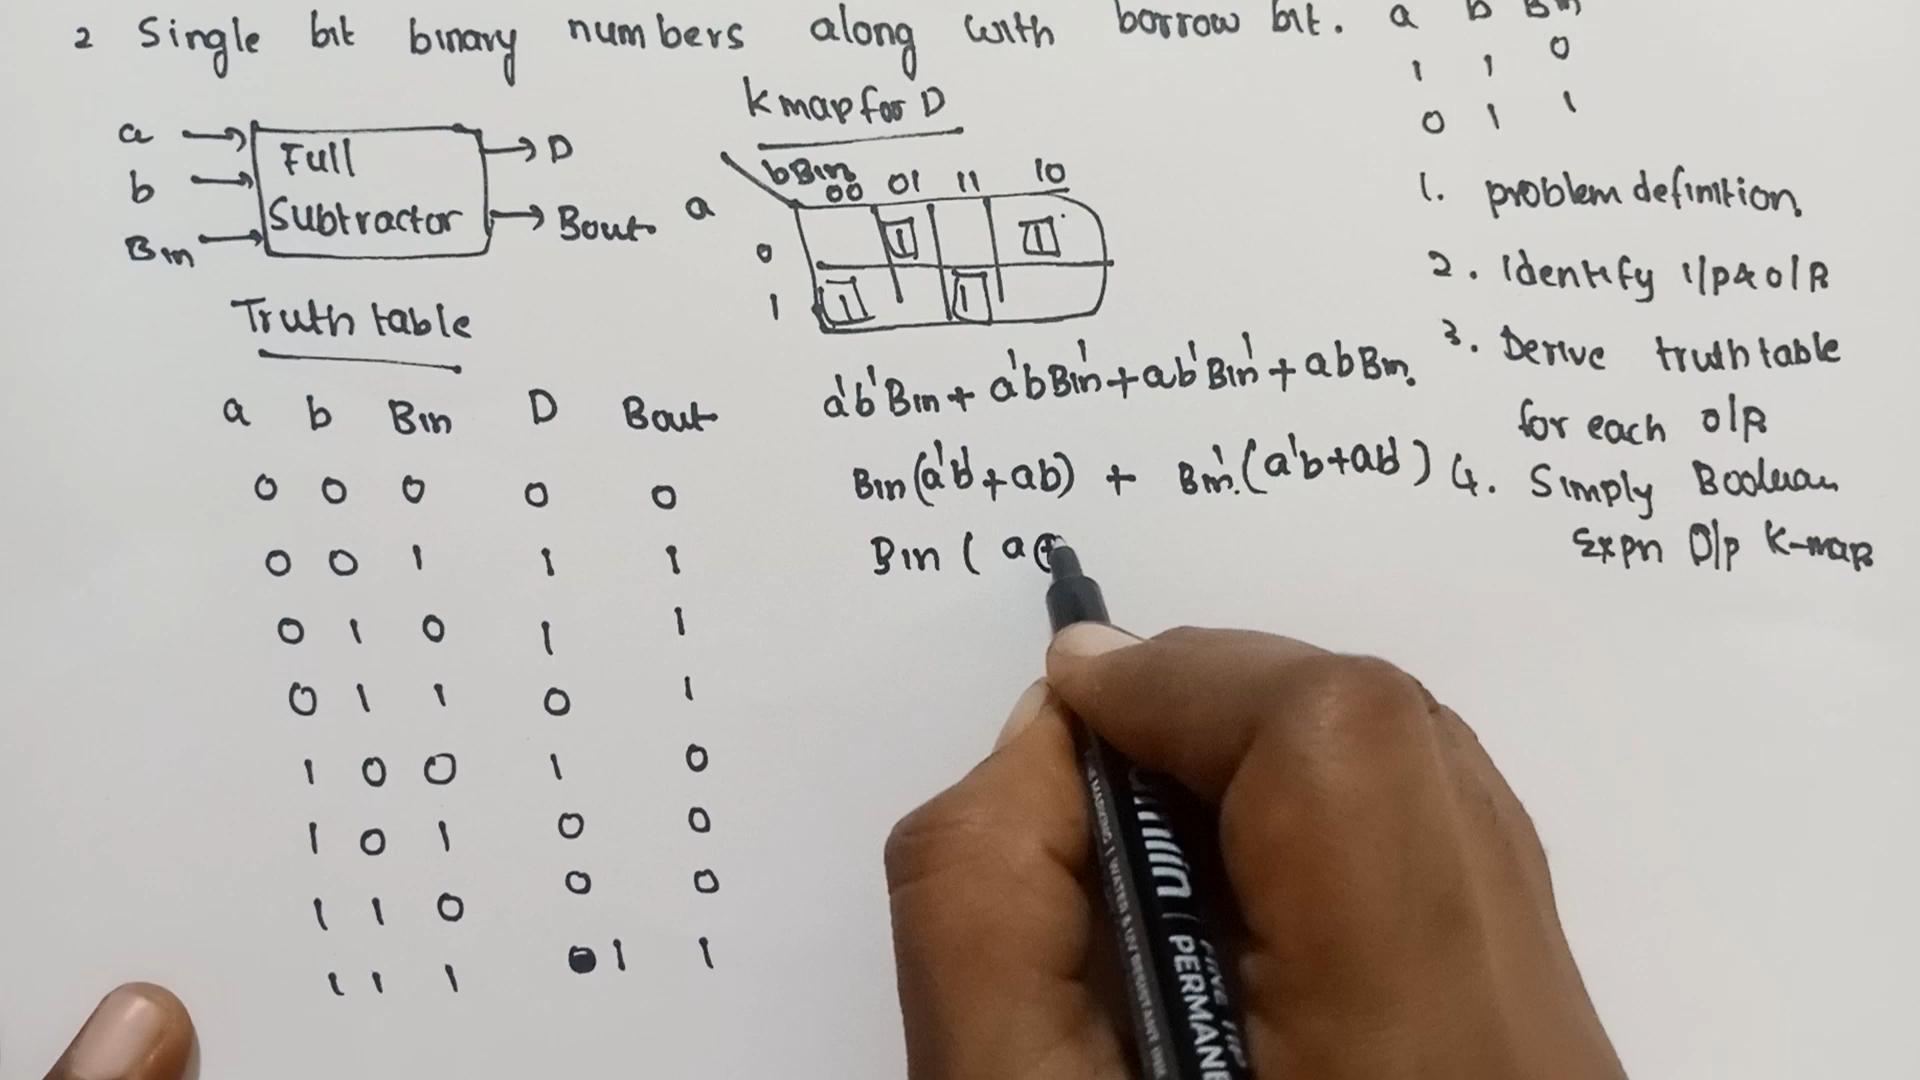 2 Single bit binary numbers along with borrow bit.
a b Bin
1 1 0
0 1 1
a
b
Bin
Full
Subtractor
D
Bout
K map for D
bBin
00 01 11 10
a
0 1 1
1 1 1
1. problem definition
2. Identify I/P & O/P
3. Derive truth table
for each O/P
4. Simply Boolean
Expn O/p K-map
Truth table
a b Bin D Bout
0 0 0 0 0
0 0 1 1 1
0 1 0 1 1
0 1 1 0 1
1 0 0 1 0
1 0 1 0 0
1 1 0 0 0
1 1 1 1 1
a'b'Bin + a'bBin' + ab'Bin' + abBin.
Bin(a'b' + ab) + Bin'(a'b + ab')
Bin ( a
PERMANE